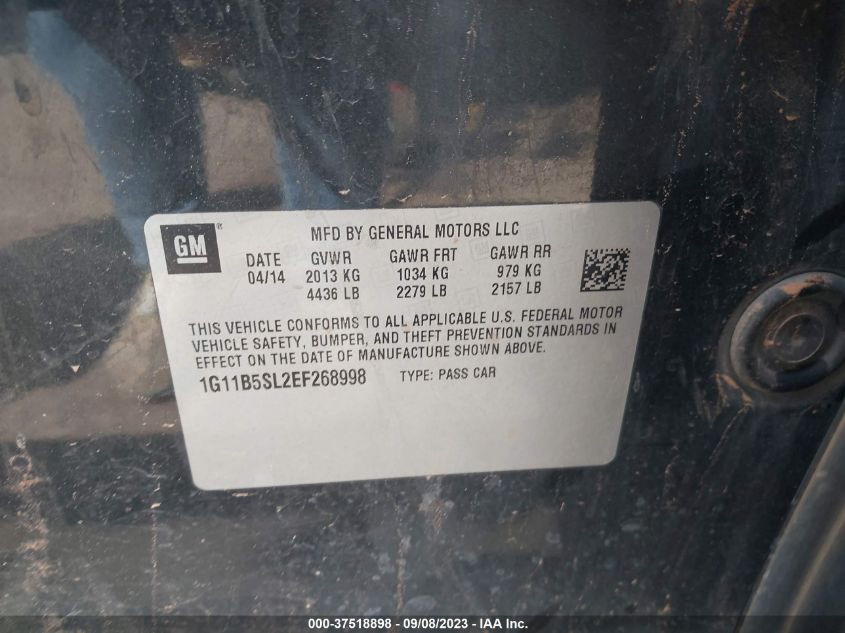 GM ®
MFD BY GENERAL MOTORS LLC
DATE GVWR GAWR FRT GAWR RR
04/14 2013 KG 1034 KG 979 KG
4436 LB 2279 LB 2157 LB
THIS VEHICLE CONFORMS TO ALL APPLICABLE U.S. FEDERAL MOTOR
VEHICLE SAFETY, BUMPER, AND THEFT PREVENTION STANDARDS IN
EFFECT ON THE DATE OF MANUFACTURE SHOWN ABOVE.
1G11B5SL2EF268998 TYPE: PASS CAR
000-37518898 - 09/08/2023 - IAA Inc.